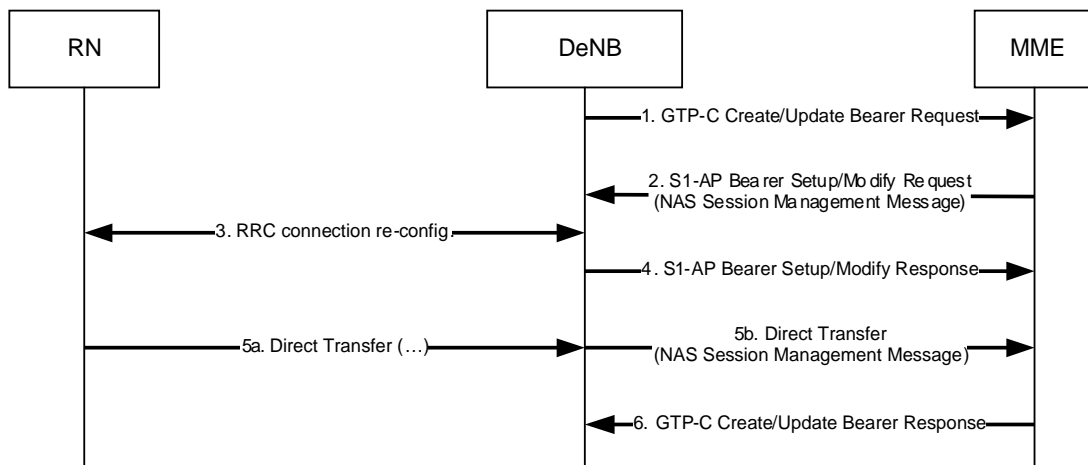 RN
DeNB
MME
1. GTP-C Create/Update Bearer Request
2. S1-AP Bearer Setup/Modify Request
(NAS Session Management Message)
3. RRC connection re-config.
4. S1-AP Bearer Setup/Modify Response
5a. Direct Transfer (…)
5b. Direct Transfer
(NAS Session Management Message)
6. GTP-C Create/Update Bearer Response